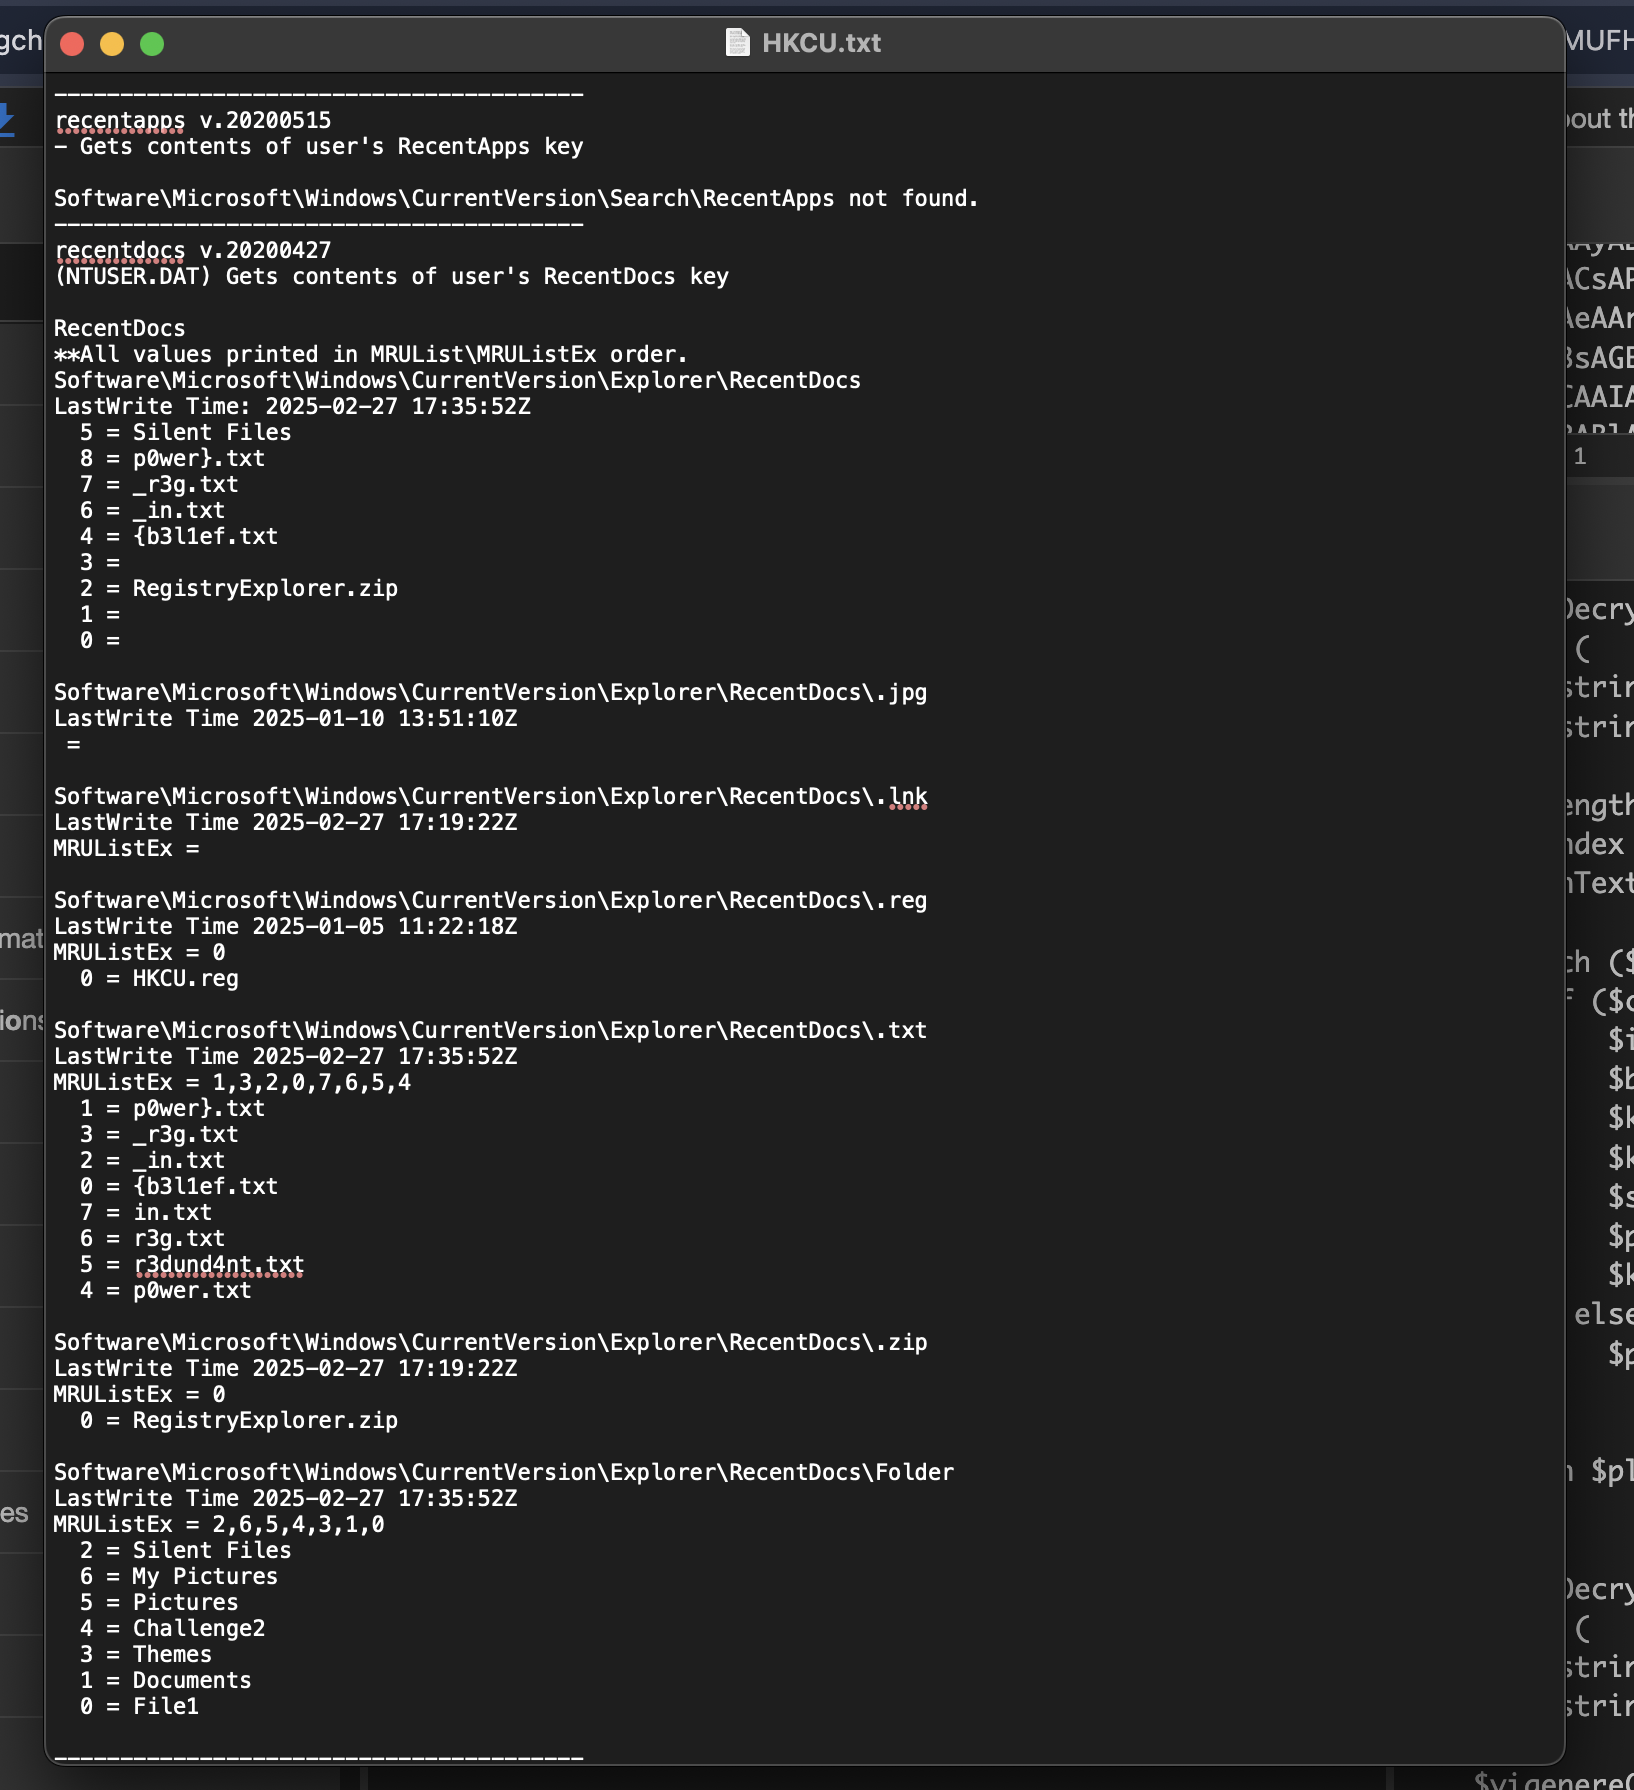 HKCU.txt
----------------------------------------
recentapps v.20200515
- Gets contents of user's RecentApps key
Software\Microsoft\Windows\CurrentVersion\Search\RecentApps not found.
----------------------------------------
recentdocs v.20200427
(NTUSER.DAT) Gets contents of user's RecentDocs key
RecentDocs
**All values printed in MRUList\MRUListEx order.
Software\Microsoft\Windows\CurrentVersion\Explorer\RecentDocs
LastWrite Time: 2025-02-27 17:35:52Z
5 = Silent Files
8 = p0wer}.txt
7 = _r3g.txt
6 = _in.txt
4 = {b3l1ef.txt
3 =
2 = RegistryExplorer.zip
1 =
0 =
Software\Microsoft\Windows\CurrentVersion\Explorer\RecentDocs\.jpg
LastWrite Time 2025-01-10 13:51:10Z
=
Software\Microsoft\Windows\CurrentVersion\Explorer\RecentDocs\.lnk
LastWrite Time 2025-02-27 17:19:22Z
MRUListEx =
Software\Microsoft\Windows\CurrentVersion\Explorer\RecentDocs\.reg
LastWrite Time 2025-01-05 11:22:18Z
MRUListEx = 0
0 = HKCU.reg
Software\Microsoft\Windows\CurrentVersion\Explorer\RecentDocs\.txt
LastWrite Time 2025-02-27 17:35:52Z
MRUListEx = 1,3,2,0,7,6,5,4
1 = p0wer}.txt
3 = _r3g.txt
2 = _in.txt
0 = {b3l1ef.txt
7 = in.txt
6 = r3g.txt
5 = r3dund4nt.txt
4 = p0wer.txt
Software\Microsoft\Windows\CurrentVersion\Explorer\RecentDocs\.zip
LastWrite Time 2025-02-27 17:19:22Z
MRUListEx = 0
0 = RegistryExplorer.zip
Software\Microsoft\Windows\CurrentVersion\Explorer\RecentDocs\Folder
LastWrite Time 2025-02-27 17:35:52Z
MRUListEx = 2,6,5,4,3,1,0
2 = Silent Files
6 = My Pictures
5 = Pictures
4 = Challenge2
3 = Themes
1 = Documents
0 = File1
----------------------------------------